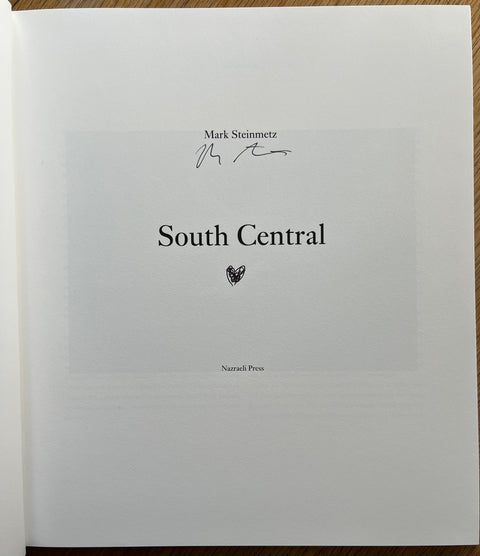 Mark Steinmetz
South Central
Nazraeli Press